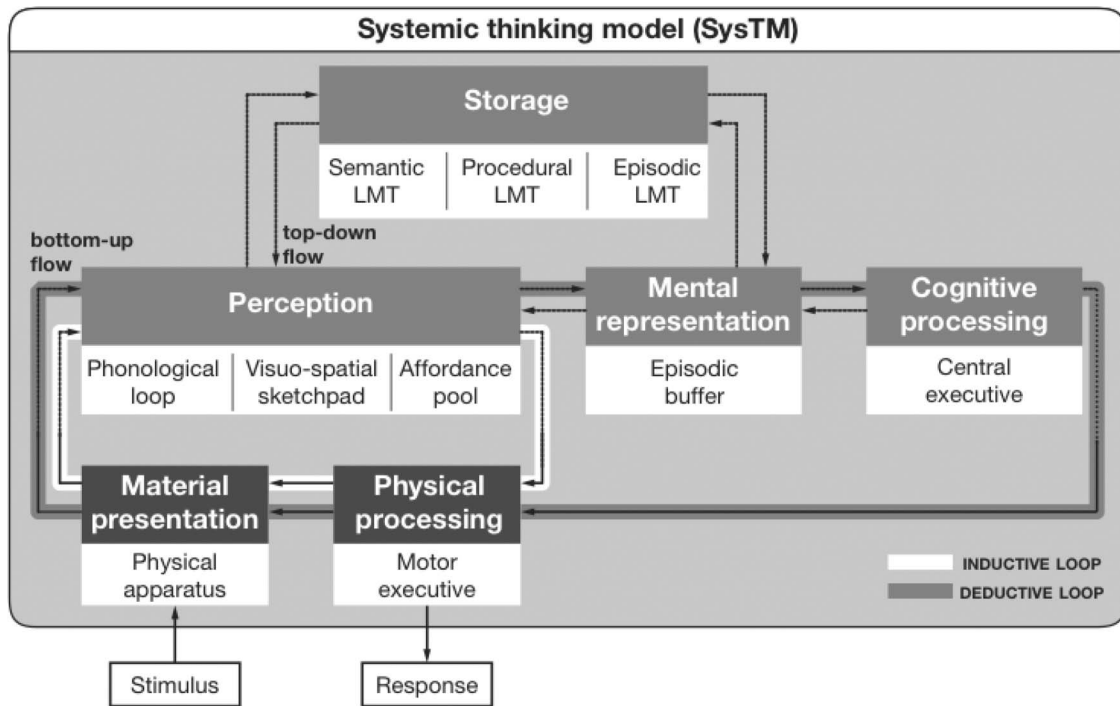 Systemic thinking model (SysTM)
Storage
Semantic
LMT
Procedural
LMT
Episodic
LMT
bottom-up
flow
top-down
flow
Perception
Phonological
loop
Visuo-spatial
sketchpad
Affordance
pool
Mental
representation
Episodic
buffer
Cognitive
processing
Central
executive
Material
presentation
Physical
apparatus
Physical
processing
Motor
executive
INDUCTIVE LOOP
DEDUCTIVE LOOP
Stimulus
Response